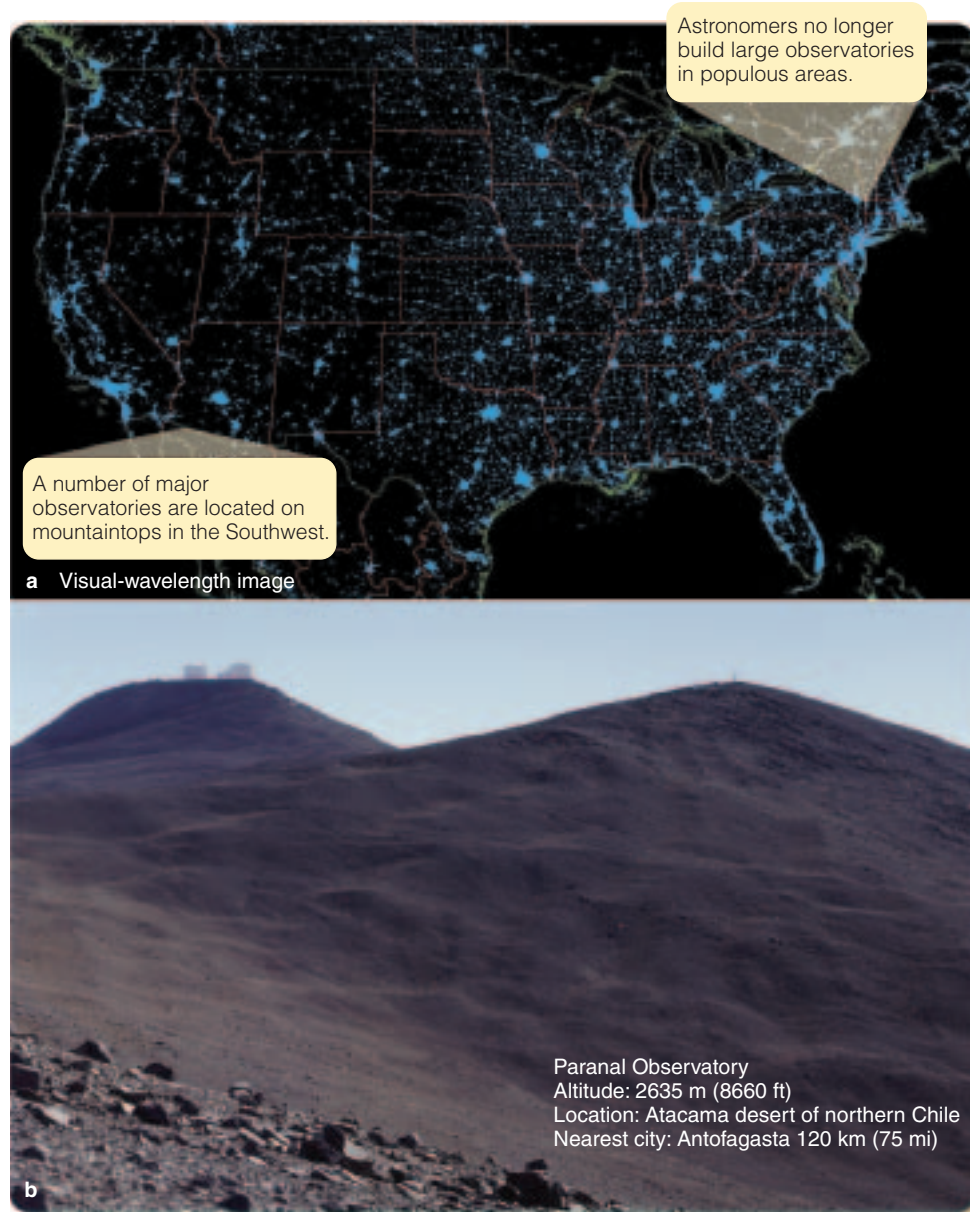 Astronomers no longer
build large observatories
in populous areas.
A number of major
observatories are located on
mountaintops in the Southwest.
a Visual-wavelength image
Paranal Observatory
Altitude: 2635 m (8660 ft)
Location: Atacama desert of northern Chile
Nearest city: Antofagasta 120 km (75 mi)
b